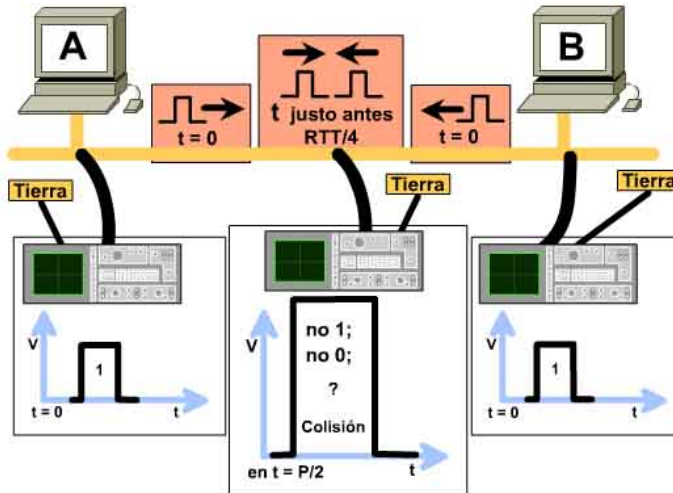 A
B
t = 0
t justo antes
RTT/4
t = 0
Tierra
Tierra
Tierra
V
1
t = 0
t
V
no 1;
no 0;
?
Colisión
en t = P/2
t
V
1
t = 0
t